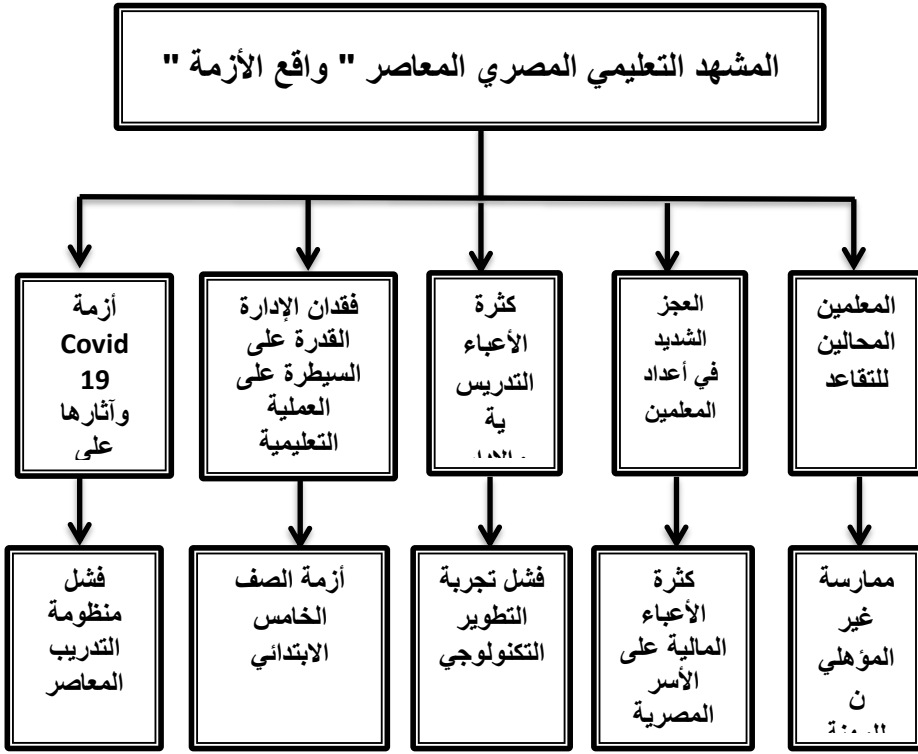 المشهد التعليمي المصري المعاصر " واقع الأزمة "
المعلمين
المحالين
للتقاعد
العجز
الشديد
في أعداد
المعلمين
كثرة
الأعباء
التدريس
ية
فقدان الإدارة
القدرة على
السيطرة على
العملية
التعليمية
أزمة
Covid
19
وآثارها
على
ممارسة
غير
المؤهلي
ن
كثرة
الأعباء
المالية على
الأسر
المصرية
فشل تجربة
التطوير
التكنولوجي
أزمة الصف
الخامس
الابتدائي
فشل
منظومة
التدريب
المعاصر